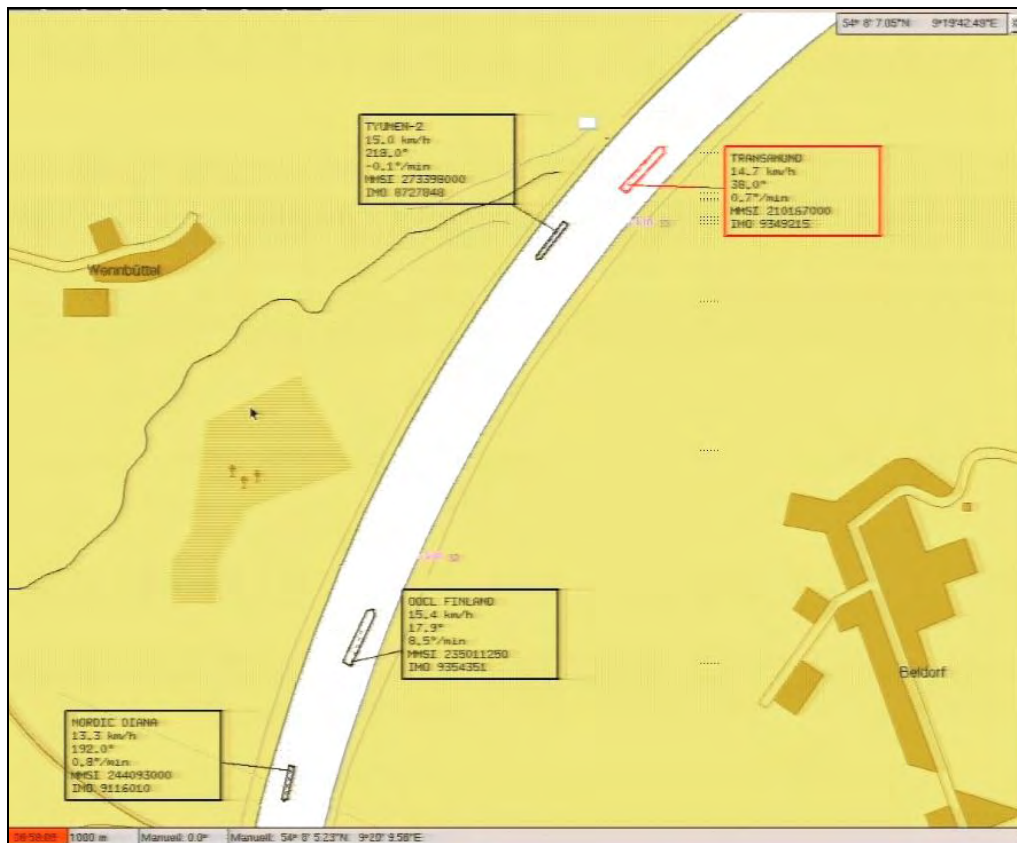 54° 8' 7.05"N 9°19'42.49"E
TYUMEN-2
15.0 km/h
218.0°
-0.1°/min
MMSI 273398000
IMO 8727848
TRANSAMUND
14.7 km/h
38.0°
0.7°/min
MMSI 210167000
IMO 9349215
Wennbüttel
OOCL FINLAND
15.4 km/h
17.9°
8.5°/min
MMSI 235011250
IMO 9354351
Beldorf
NORDIC DIANA
13.3 km/h
192.0°
0.8°/min
MMSI 244093000
IMO 9116010
1000 m Manuell: 0.0° Manuell: 54° 8' 5.23"N 9°20' 9.56"E